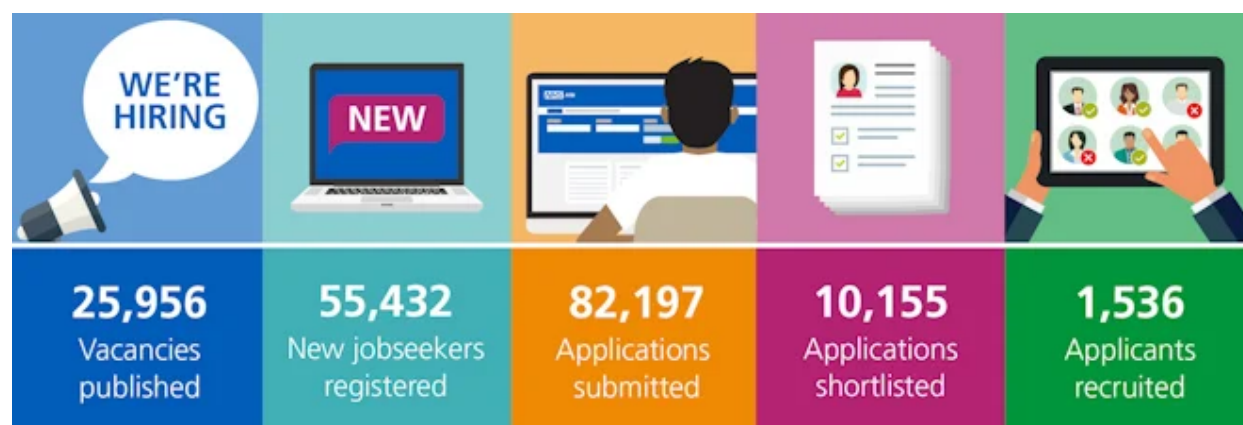 WE'RE
HIRING
NEW
NHS
25,956
Vacancies
published
55,432
New jobseekers
registered
82,197
Applications
submitted
10,155
Applications
shortlisted
1,536
Applicants
recruited